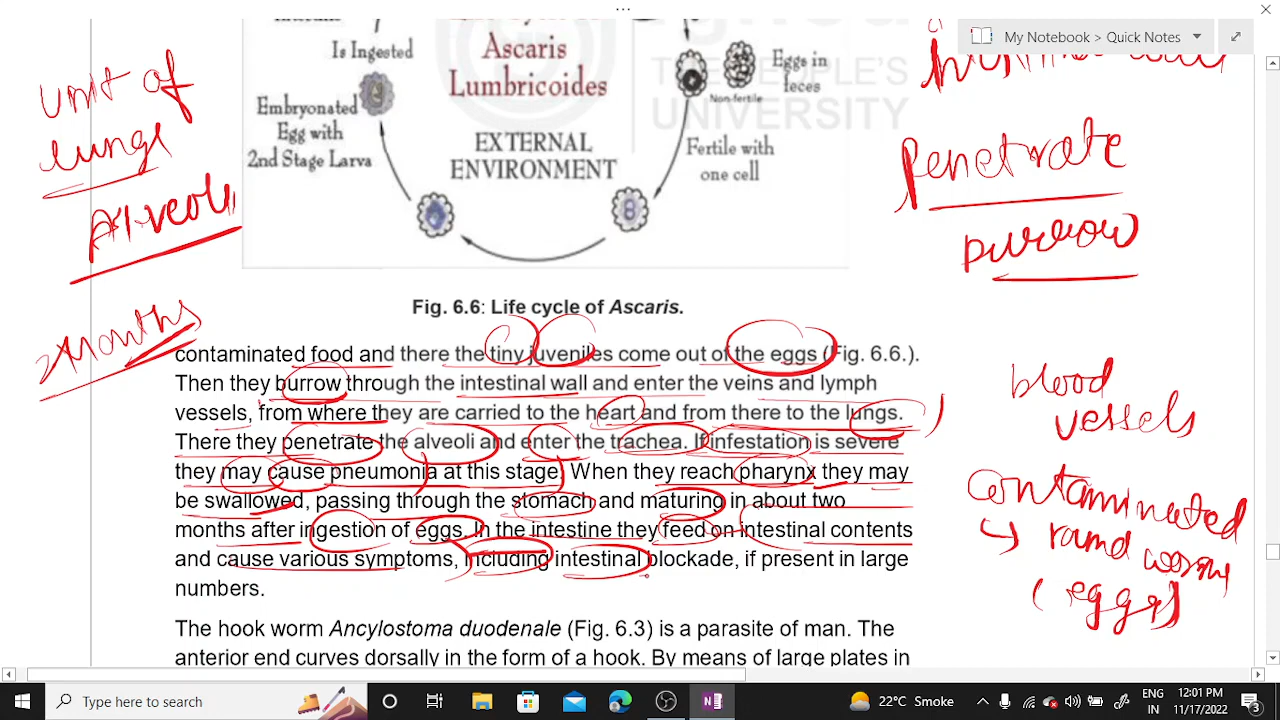 My Notebook > Quick Notes
Is Ingested
Ascaris
Lumbricoides
Eggs in
feces
Non-fertile
THE PEOPLE'S
UNIVERSITY
Embryonated
Egg with
2nd Stage Larva
EXTERNAL
ENVIRONMENT
Fertile with
one cell
Unit of
lungs
Alveoli
2 Months
Penetrate
burrow
Fig. 6.6: Life cycle of Ascaris.
contaminated food and there the tiny juveniles come out of the eggs (Fig. 6.6.).
Then they burrow through the intestinal wall and enter the veins and lymph
vessels, from where they are carried to the heart and from there to the lungs.
There they penetrate the alveoli and enter the trachea. If infestation is severe
they may cause pneumonia at this stage. When they reach pharynx they may
be swallowed, passing through the stomach and maturing in about two
months after ingestion of eggs. In the intestine they feed on intestinal contents
and cause various symptoms, including intestinal blockade, if present in large
numbers.
blood
vessels
Contaminated
round worms
(eggs)
The hook worm Ancylostoma duodenale (Fig. 6.3) is a parasite of man. The
anterior end curves dorsally in the form of a hook. By means of large plates in
Type here to search
22°C Smoke
ENG
IN
12:01 PM
11/17/2022
3